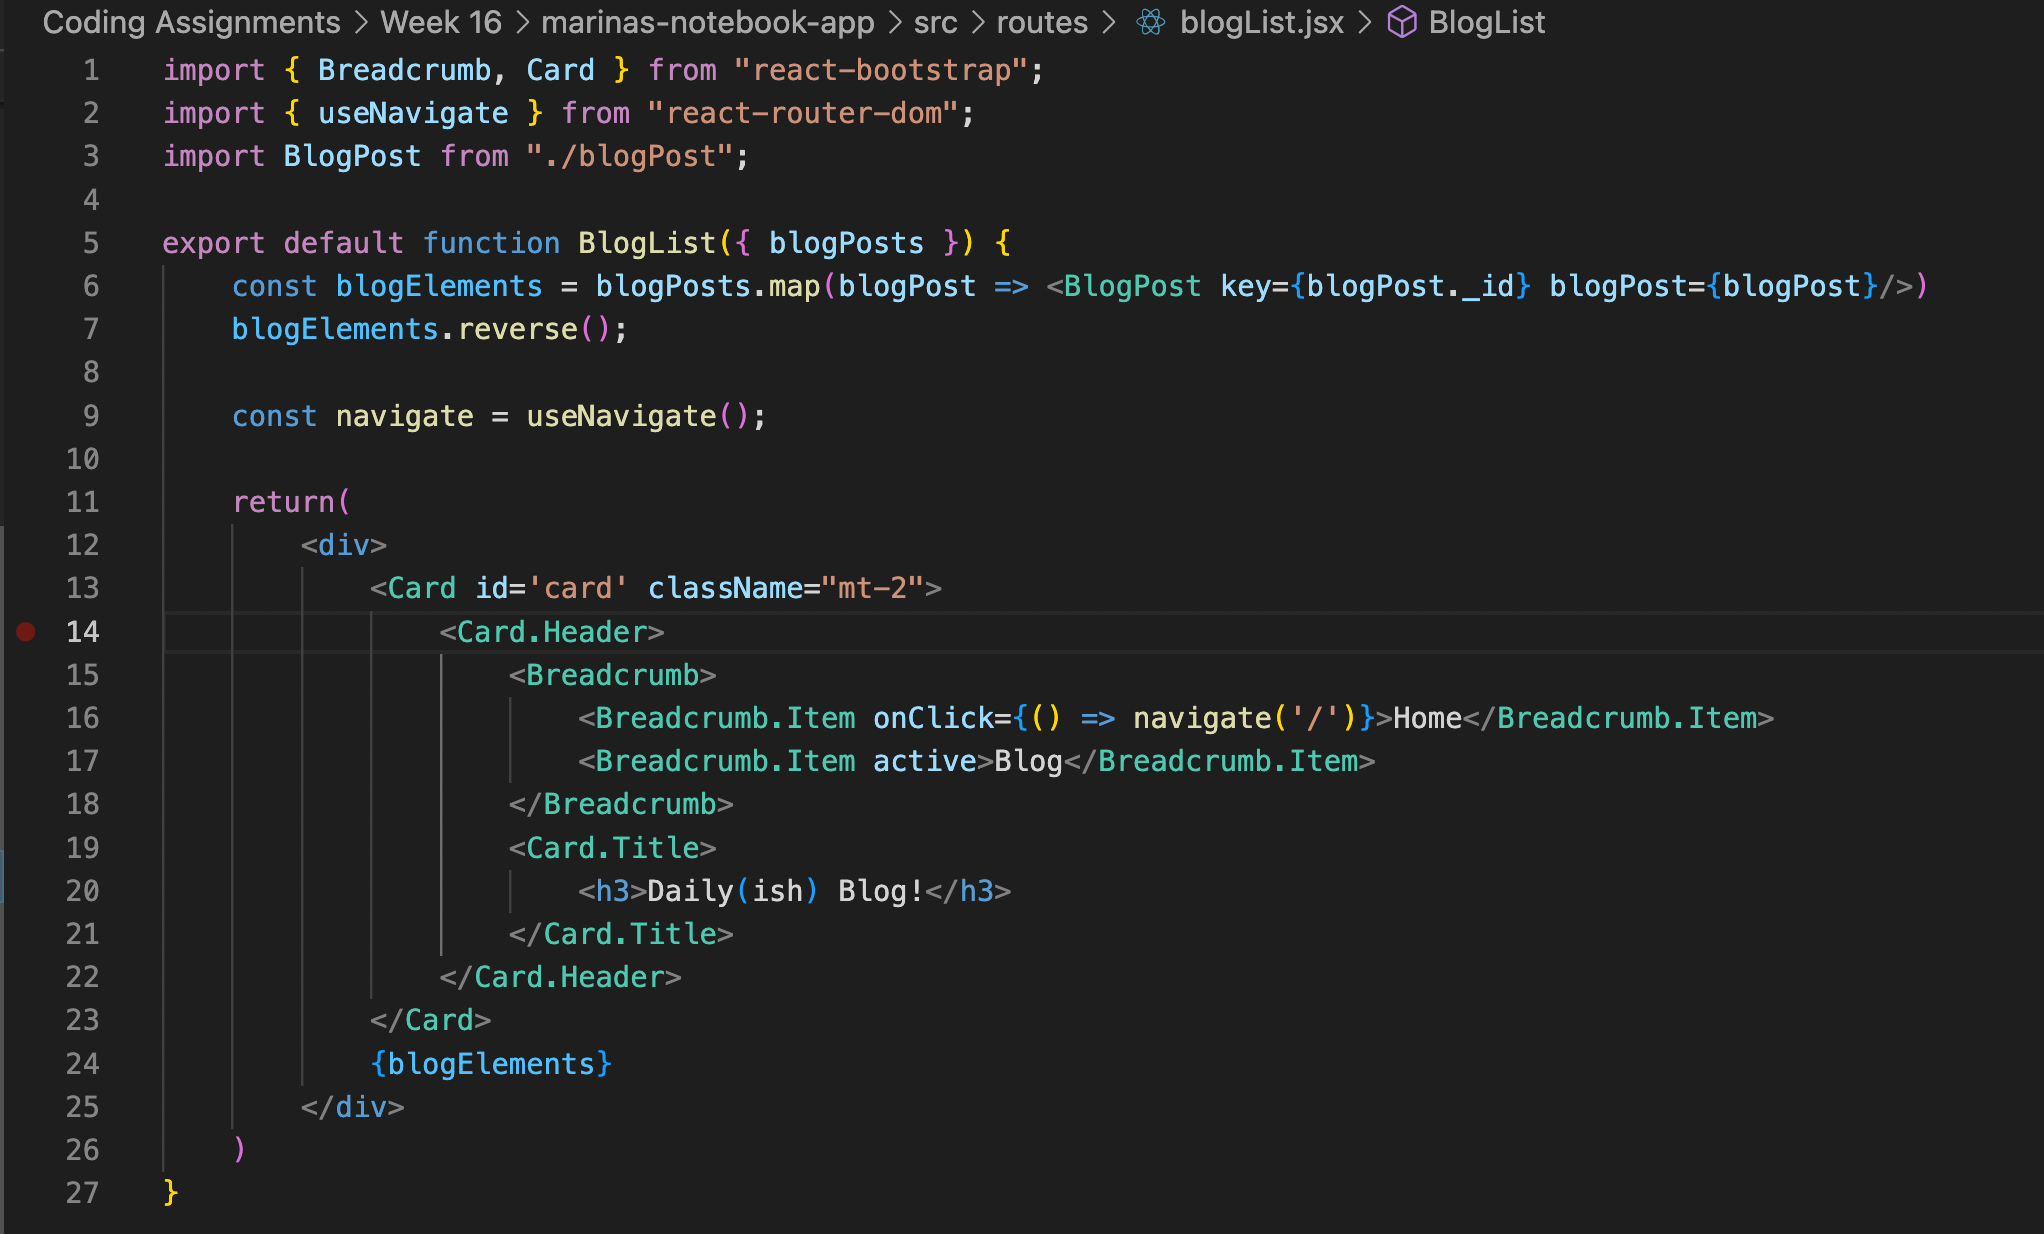 Coding Assignments > Week 16 > marinas-notebook-app > src > routes > blogList.jsx > BlogList
1 import { Breadcrumb, Card } from "react-bootstrap";
2 import { useNavigate } from "react-router-dom";
3 import BlogPost from "./blogPost";
4
5 export default function BlogList({ blogPosts }) {
6     const blogElements = blogPosts.map(blogPost => <BlogPost key={blogPost._id} blogPost={blogPost}/>)
7     blogElements.reverse();
8
9     const navigate = useNavigate();
10
11     return(
12         <div>
13             <Card id='card' className="mt-2">
14                 <Card.Header>
15                     <Breadcrumb>
16                         <Breadcrumb.Item onClick={() => navigate('/')}>Home</Breadcrumb.Item>
17                         <Breadcrumb.Item active>Blog</Breadcrumb.Item>
18                     </Breadcrumb>
19                     <Card.Title>
20                         <h3>Daily(ish) Blog!</h3>
21                     </Card.Title>
22                 </Card.Header>
23             </Card>
24             {blogElements}
25         </div>
26     )
27 }